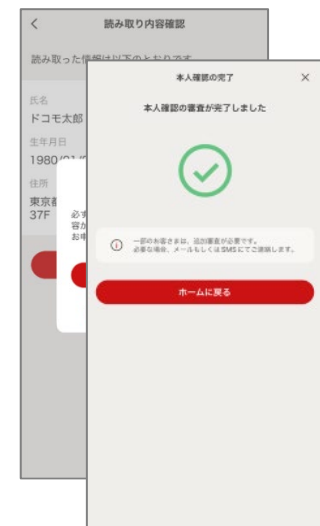 読み取り内容確認
読み取った情報は以下のとおりです
氏名
ドコモ太郎
生年月日
1980/01/0
住所
東京都
37F
必ず
容が
お申
本人確認の完了
本人確認の審査が完了しました
一部のお客さまは、追加審査が必要です。
必要な場合、メールもしくはSMSにてご連絡します。
ホームに戻る